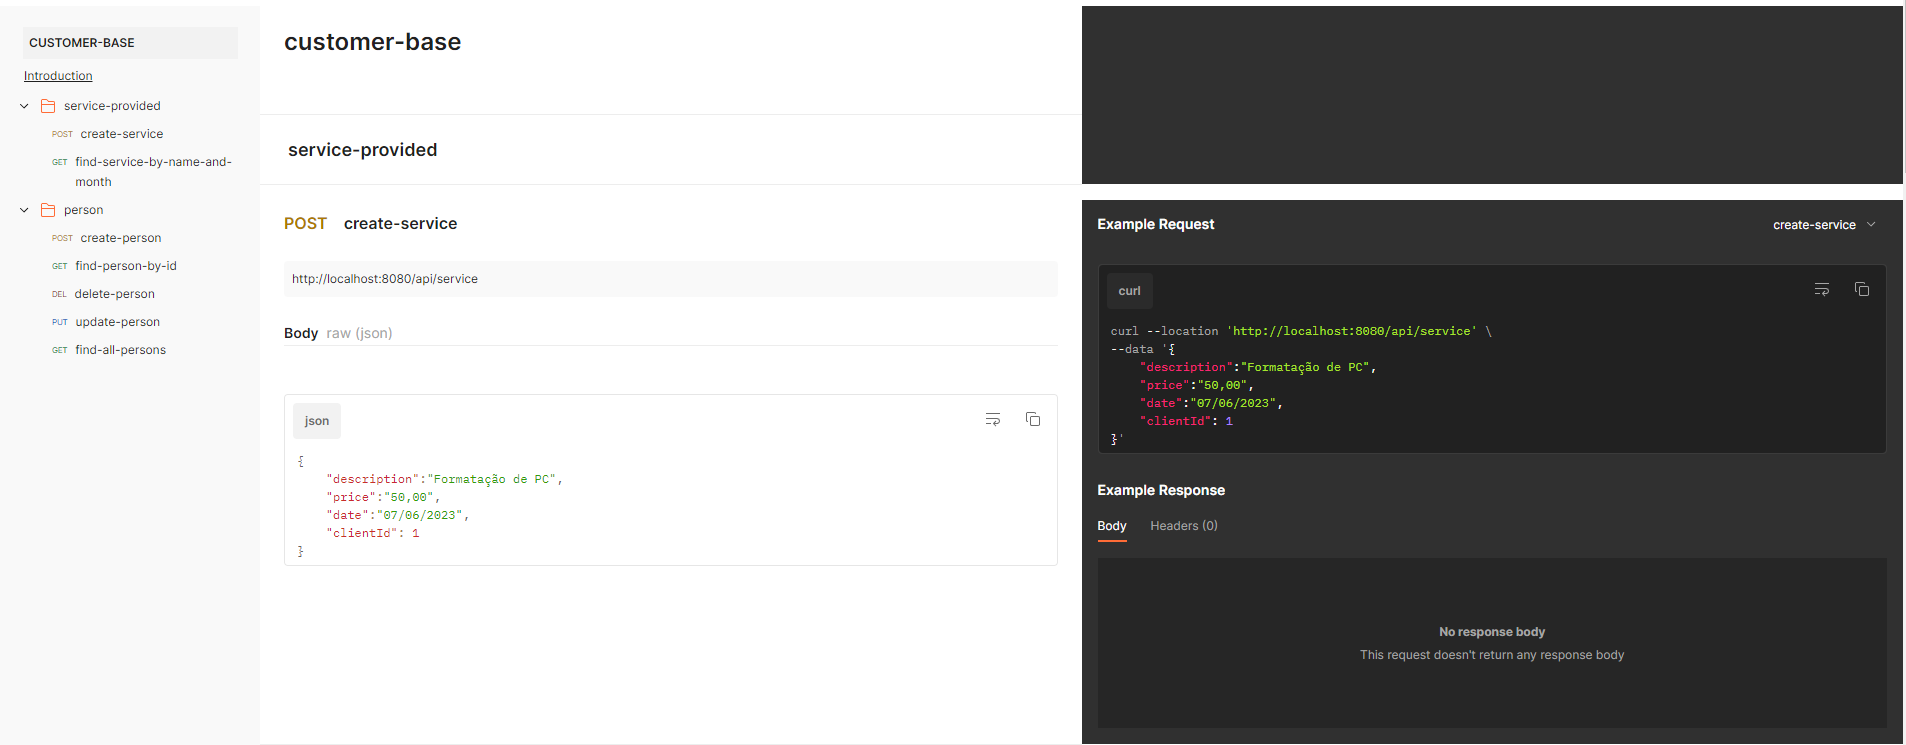 CUSTOMER-BASE
Introduction
service-provided
POST create-service
GET find-service-by-name-and-
month
person
POST create-person
GET find-person-by-id
DEL delete-person
PUT update-person
GET find-all-persons
customer-base
service-provided
POST create-service
http://localhost:8080/api/service
Body raw (json)
json
{
"description":"Formatação de PC",
"price":"50,00",
"date":"07/06/2023",
"clientId": 1
}
Example Request
create-service
curl
curl --location 'http://localhost:8080/api/service' \
--data '{
"description":"Formatação de PC",
"price":"50,00",
"date":"07/06/2023",
"clientId": 1
}'
Example Response
Body Headers (0)
No response body
This request doesn't return any response body